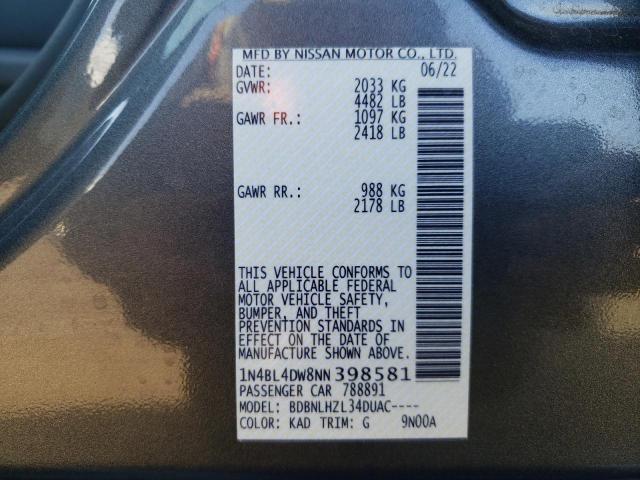 MFD BY NISSAN MOTOR CO., LTD.
DATE: 06/22
GVWR: 2033 KG
4482 LB
GAWR FR.: 1097 KG
2418 LB
GAWR RR.: 988 KG
2178 LB
THIS VEHICLE CONFORMS TO
ALL APPLICABLE FEDERAL
MOTOR VEHICLE SAFETY,
BUMPER, AND THEFT
PREVENTION STANDARDS IN
EFFECT ON THE DATE OF
MANUFACTURE SHOWN ABOVE.
1N4BL4DW8NN398581
PASSENGER CAR 788891
MODEL: BDBNLHZL34DUAC----
COLOR: KAD TRIM: G 9N00A